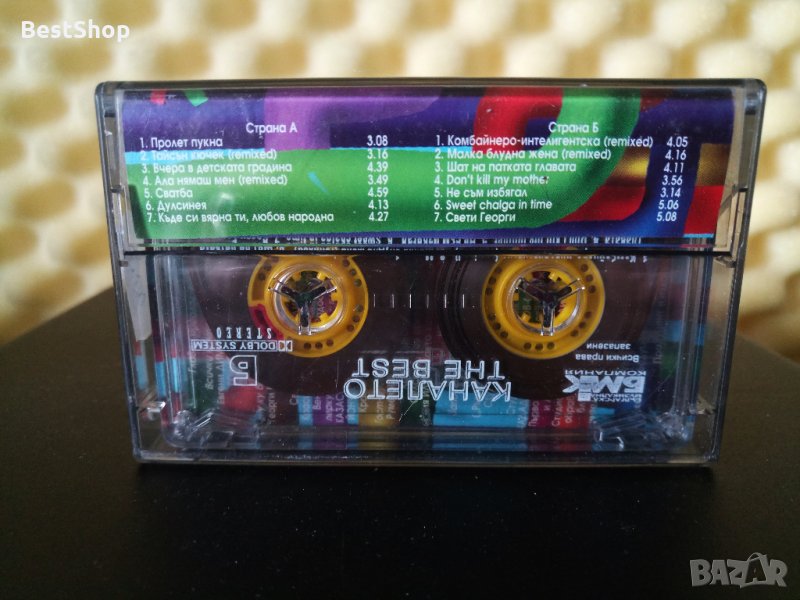 BestShop
Страна А
1. Пролет пукна 3.08
2. Тайсън кючек (remixed) 3.16
3. Вчера в детската градина 4.39
4. Ала нямаш мен (remixed) 3.49
5. Сватба 4.59
6. Дулсинея 4.13
7. Къде си вярна ти, любов народна 4.27
Страна Б
1. Комбайнеро-интелигентска (remixed) 4.05
2. Малка блудна жена (remixed) 4.16
3. Шат на патката главата 4.11
4. Don't kill my mother 3.56
5. Не съм избягал 3.14
6. Sweet chalga in time 5.06
7. Свети Георги 5.08
КАНАЛЕТО
THE BEST
Б
DOLBY SYSTEM
STEREO
БМК
БЪЛГАРСКА
МУЗИКАЛНА
КОМПАНИЯ
Всички права
запазени
BAZAR